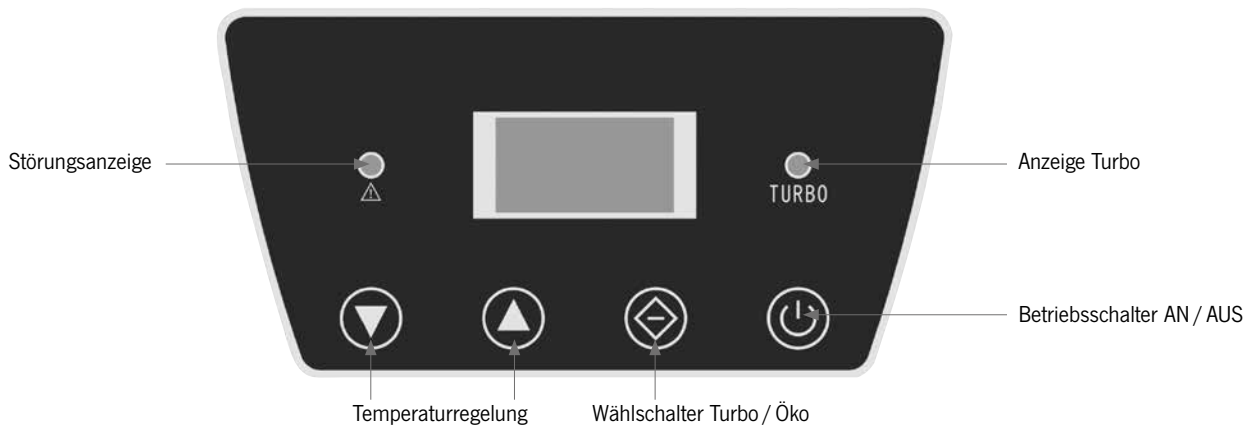 Störungsanzeige
TURBO
Anzeige Turbo
Betriebsschalter AN / AUS
Temperaturregelung
Wählschalter Turbo / Öko